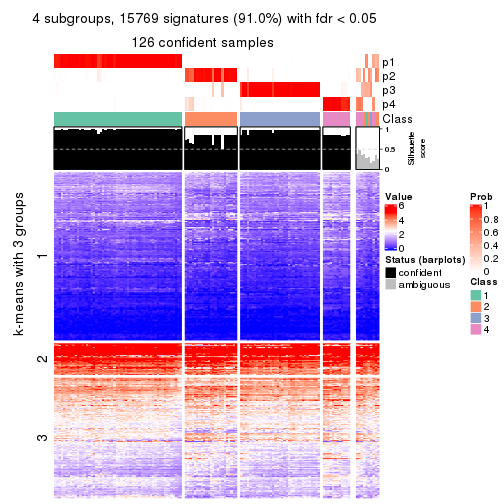 4 subgroups, 15769 signatures (91.0%) with fdr < 0.05
126 confident samples
p1
p2
p3
p4
Class
1
0.5
0
Silhouette
score
k-means with 3 groups
1
2
3
Value
6
4
2
0
Status (barplots)
confident
ambiguous
Prob
1
0.8
0.6
0.4
0.2
0
Class
1
2
3
4